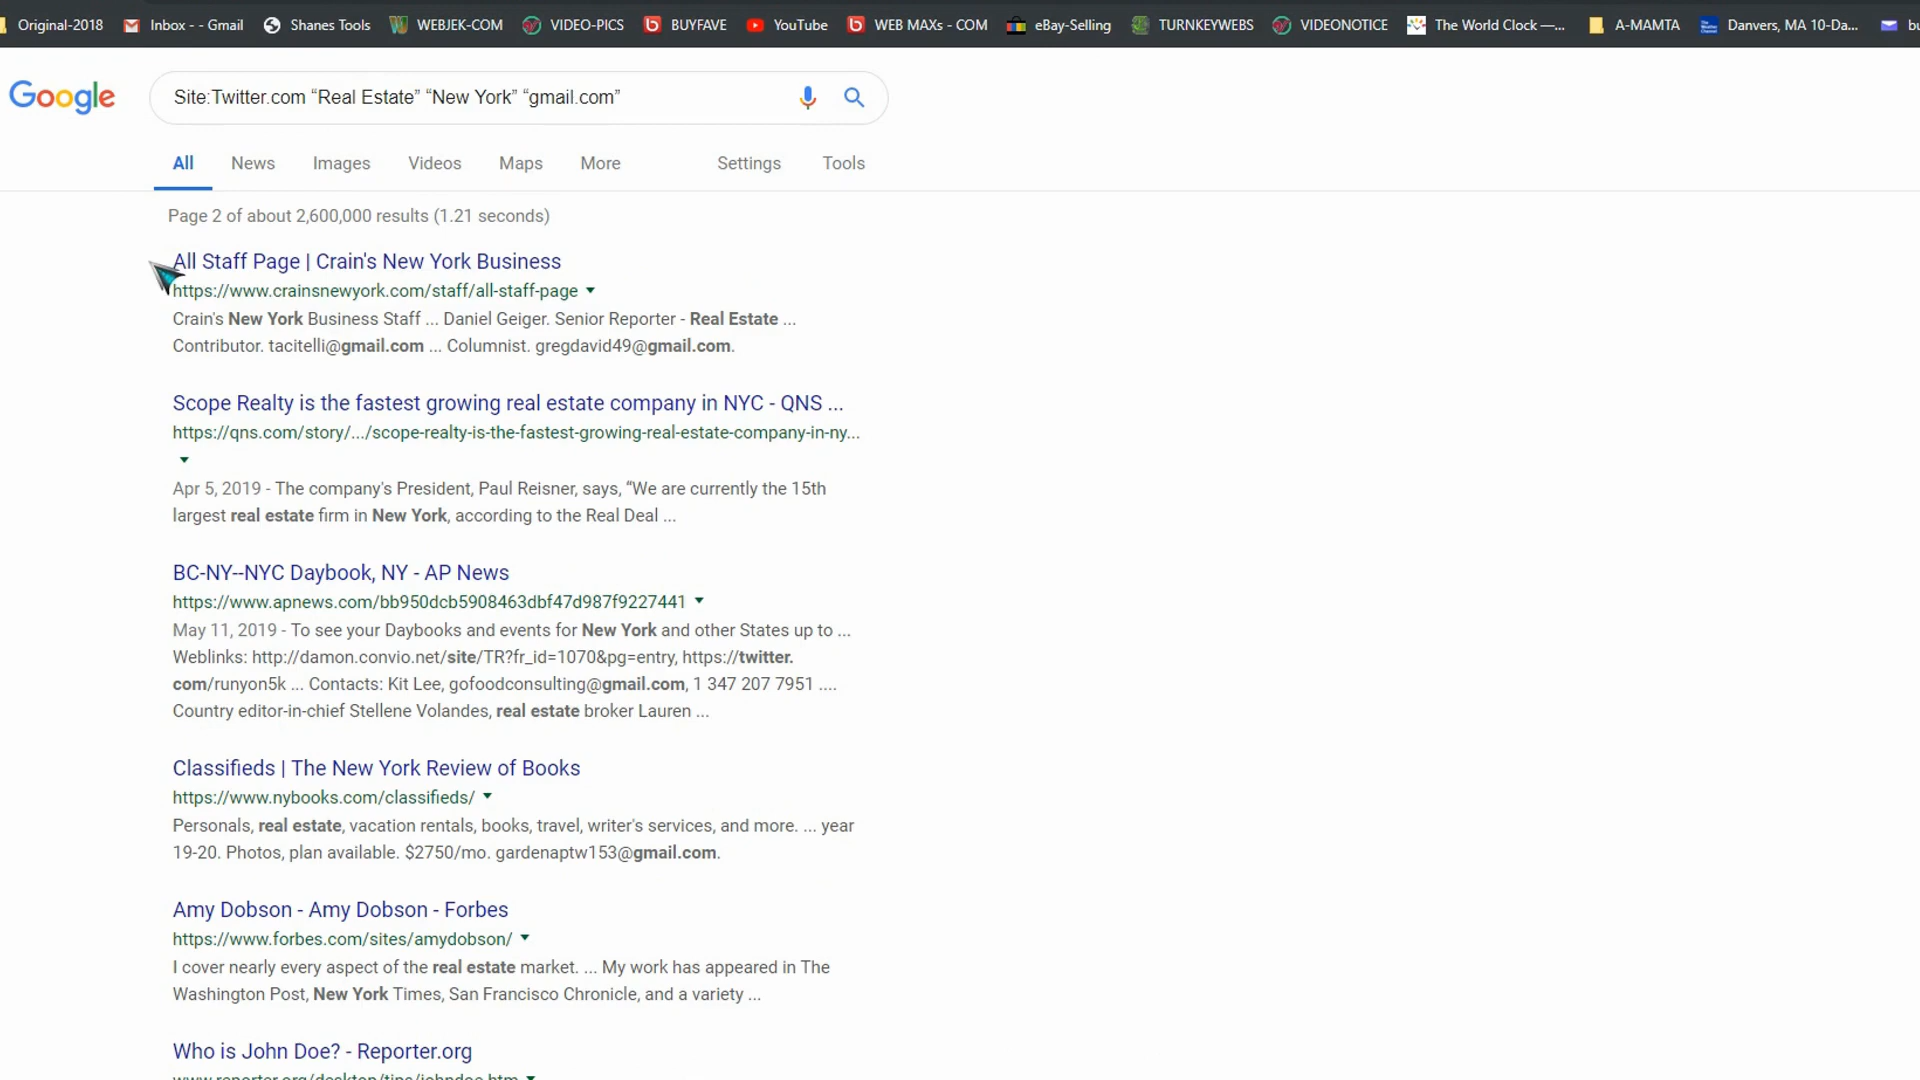 Original-2018 Inbox - - Gmail Shanes Tools WEBJEK-COM VIDEO-PICS BUYFAVE YouTube WEB MAXs - COM eBay-Selling TURNKEYWEBS VIDEONOTICE The World Clock —... A-MAMTA Danvers, MA 10-Da...
Google Site:Twitter.com “Real Estate” “New York” “gmail.com”
All News Images Videos Maps More Settings Tools
Page 2 of about 2,600,000 results (1.21 seconds)
All Staff Page | Crain's New York Business
https://www.crainsnewyork.com/staff/all-staff-page
Crain's New York Business Staff ... Daniel Geiger. Senior Reporter - Real Estate ...
Contributor. tacitelli@gmail.com ... Columnist. gregdavid49@gmail.com.
Scope Realty is the fastest growing real estate company in NYC - QNS ...
https://qns.com/story/.../scope-realty-is-the-fastest-growing-real-estate-company-in-ny...
Apr 5, 2019 - The company's President, Paul Reisner, says, “We are currently the 15th
largest real estate firm in New York, according to the Real Deal ...
BC-NY--NYC Daybook, NY - AP News
https://www.apnews.com/bb950dcb5908463dbf47d987f9227441
May 11, 2019 - To see your Daybooks and events for New York and other States up to ...
Weblinks: http://damon.convio.net/site/TR?fr_id=1070&pg=entry, https://twitter.
com/runyon5k ... Contacts: Kit Lee, gofoodconsulting@gmail.com, 1 347 207 7951 ....
Country editor-in-chief Stellene Volandes, real estate broker Lauren ...
Classifieds | The New York Review of Books
https://www.nybooks.com/classifieds/
Personals, real estate, vacation rentals, books, travel, writer's services, and more. ... year
19-20. Photos, plan available. $2750/mo. gardenaptw153@gmail.com.
Amy Dobson - Amy Dobson - Forbes
https://www.forbes.com/sites/amydobson/
I cover nearly every aspect of the real estate market. ... My work has appeared in The
Washington Post, New York Times, San Francisco Chronicle, and a variety ...
Who is John Doe? - Reporter.org
www.reporter.org/desktop/tips/johndoe.htm